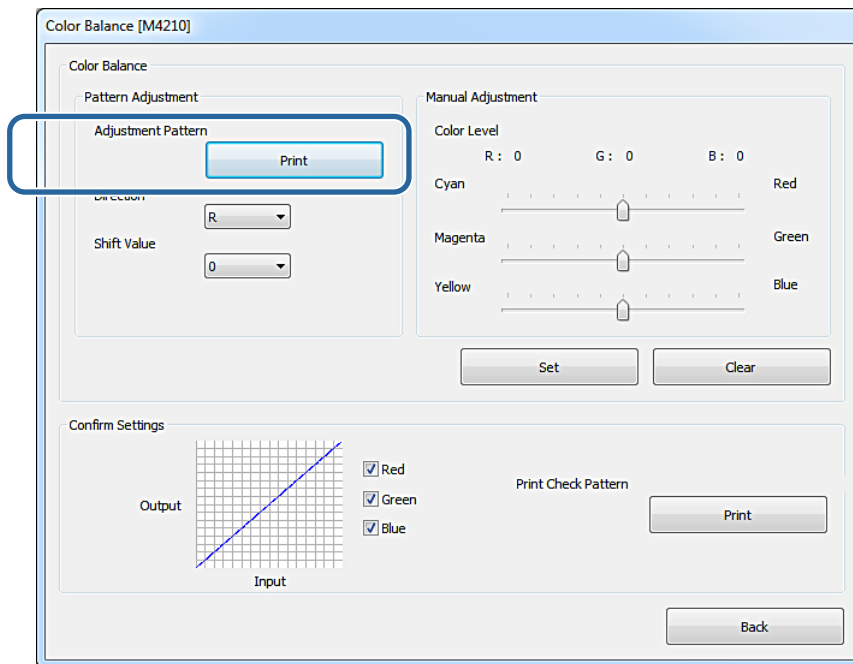 Color Balance [M4210]
Color Balance
Pattern Adjustment
Adjustment Pattern
Print
Direction
R
Shift Value
0
Manual Adjustment
Color Level
R : 0 G : 0 B : 0
Cyan Red
Magenta Green
Yellow Blue
Set Clear
Confirm Settings
Output
Input
Red
Green
Blue
Print Check Pattern
Print
Back